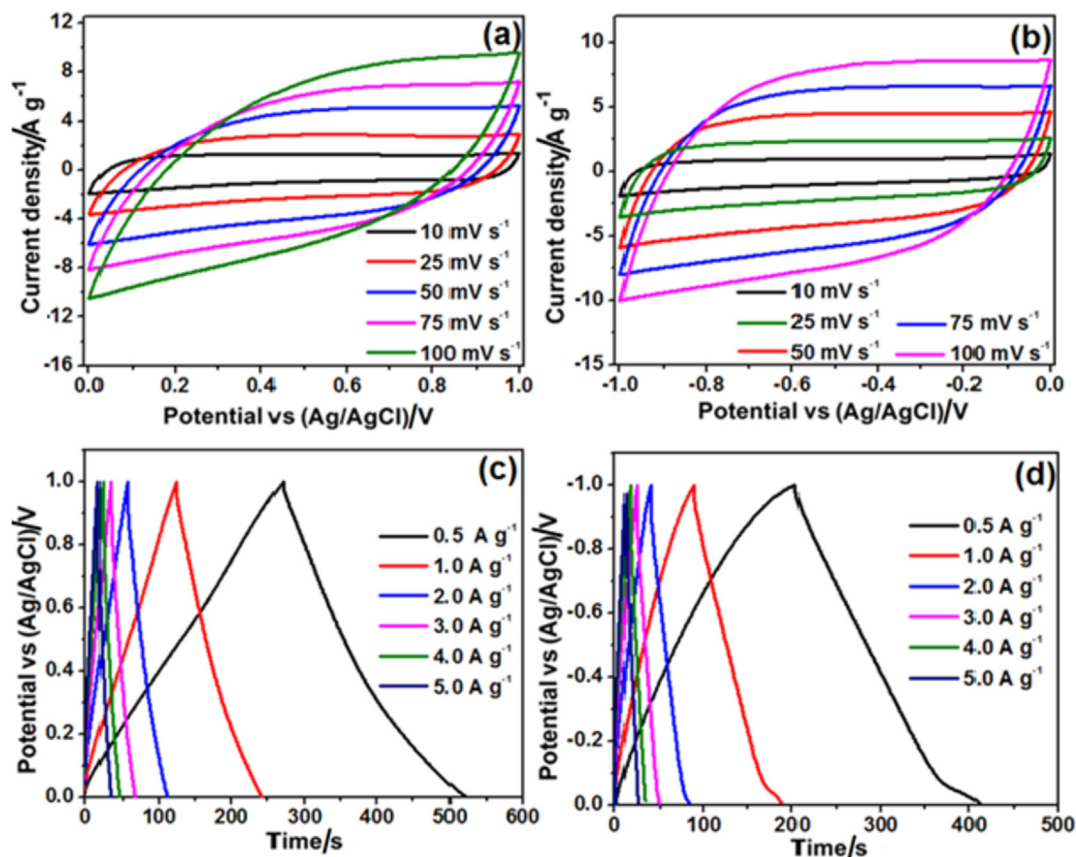 (a)
Current density/A g⁻¹
12
8
4
0
-4
-8
-12
-16
10 mV s⁻¹
25 mV s⁻¹
50 mV s⁻¹
75 mV s⁻¹
100 mV s⁻¹
0.0 0.2 0.4 0.6 0.8 1.0
Potential vs (Ag/AgCl)/V
(b)
Current density/A g⁻¹
10
5
0
-5
-10
-15
10 mV s⁻¹
25 mV s⁻¹ 75 mV s⁻¹
50 mV s⁻¹ 100 mV s⁻¹
-1.0 -0.8 -0.6 -0.4 -0.2 0.0
Potential vs (Ag/AgCl)/V
(c)
Potential vs (Ag/AgCl)/V
1.0
0.8
0.6
0.4
0.2
0.0
0.5 A g⁻¹
1.0 A g⁻¹
2.0 A g⁻¹
3.0 A g⁻¹
4.0 A g⁻¹
5.0 A g⁻¹
0 100 200 300 400 500 600
Time/s
(d)
Potential vs (Ag/AgCl)/V
-1.0
-0.8
-0.6
-0.4
-0.2
0.0
0.5 A g⁻¹
1.0 A g⁻¹
2.0 A g⁻¹
3.0 A g⁻¹
4.0 A g⁻¹
5.0 A g⁻¹
0 100 200 300 400 500
Time/s